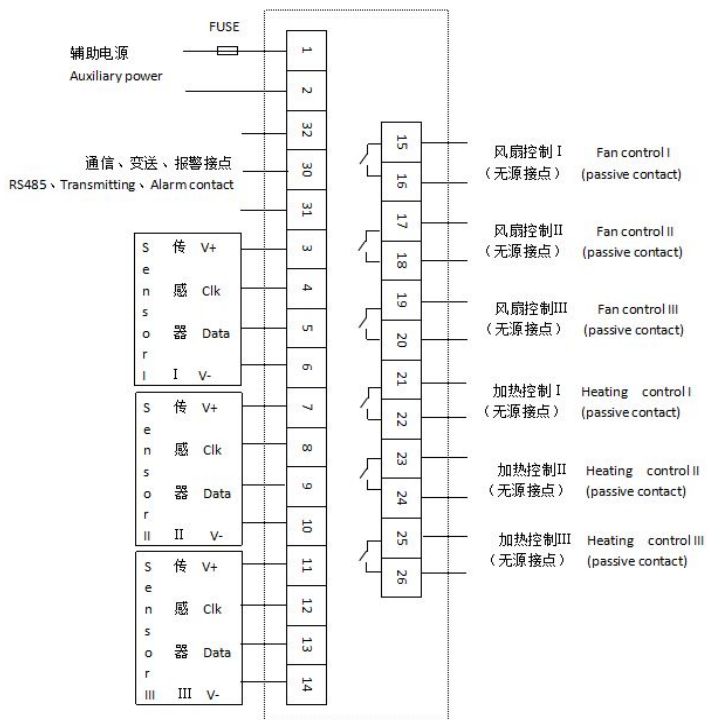 FUSE
辅助电源
Auxiliary power
通信、变送、报警接点
RS485、Transmitting、Alarm contact
1
2
32
30
31
3
4
5
6
7
8
9
10
11
12
13
14
Sensor I
传感器 I
V+
Clk
Data
V-
Sensor II
传感器 II
V+
Clk
Data
V-
Sensor III
传感器 III
V+
Clk
Data
V-
15
16
17
18
19
20
21
22
23
24
25
26
风扇控制 I Fan control I
（无源接点） (passive contact)
风扇控制II Fan control II
（无源接点） (passive contact)
风扇控制III Fan control III
（无源接点） (passive contact)
加热控制 I Heating control I
（无源接点） (passive contact)
加热控制II Heating control II
（无源接点） (passive contact)
加热控制III Heating control III
（无源接点） (passive contact)